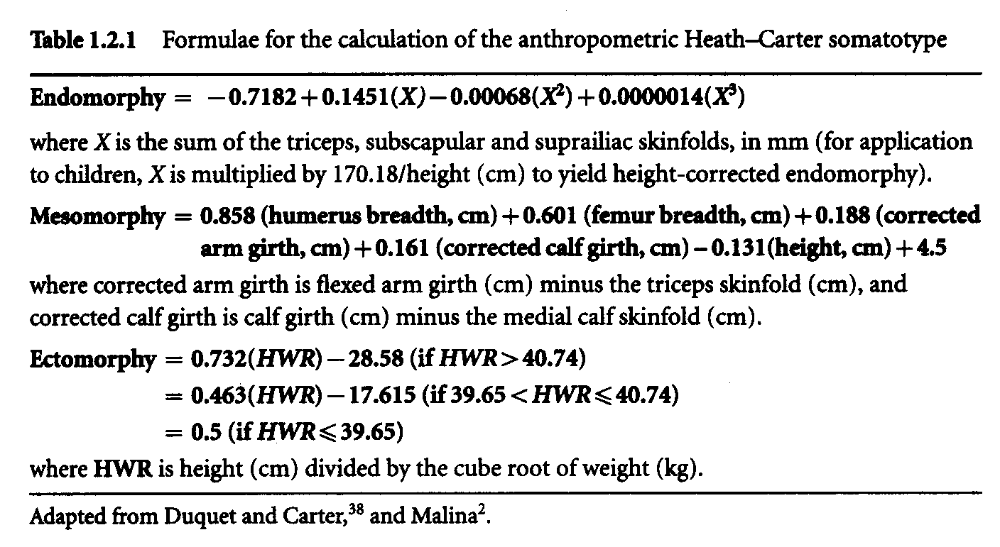 Table 1.2.1 Formulae for the calculation of the anthropometric Heath–Carter somatotype
Endomorphy = −0.7182 + 0.1451(X) − 0.00068(X²) + 0.0000014(X³)
where X is the sum of the triceps, subscapular and suprailiac skinfolds, in mm (for application
to children, X is multiplied by 170.18/height (cm) to yield height-corrected endomorphy).
Mesomorphy = 0.858 (humerus breadth, cm) + 0.601 (femur breadth, cm) + 0.188 (corrected
arm girth, cm) + 0.161 (corrected calf girth, cm) – 0.131(height, cm) + 4.5
where corrected arm girth is flexed arm girth (cm) minus the triceps skinfold (cm), and
corrected calf girth is calf girth (cm) minus the medial calf skinfold (cm).
Ectomorphy = 0.732(HWR) − 28.58 (if HWR > 40.74)
= 0.463(HWR) − 17.615 (if 39.65 < HWR ⩽ 40.74)
= 0.5 (if HWR ⩽ 39.65)
where HWR is height (cm) divided by the cube root of weight (kg).
Adapted from Duquet and Carter,³⁸ and Malina².